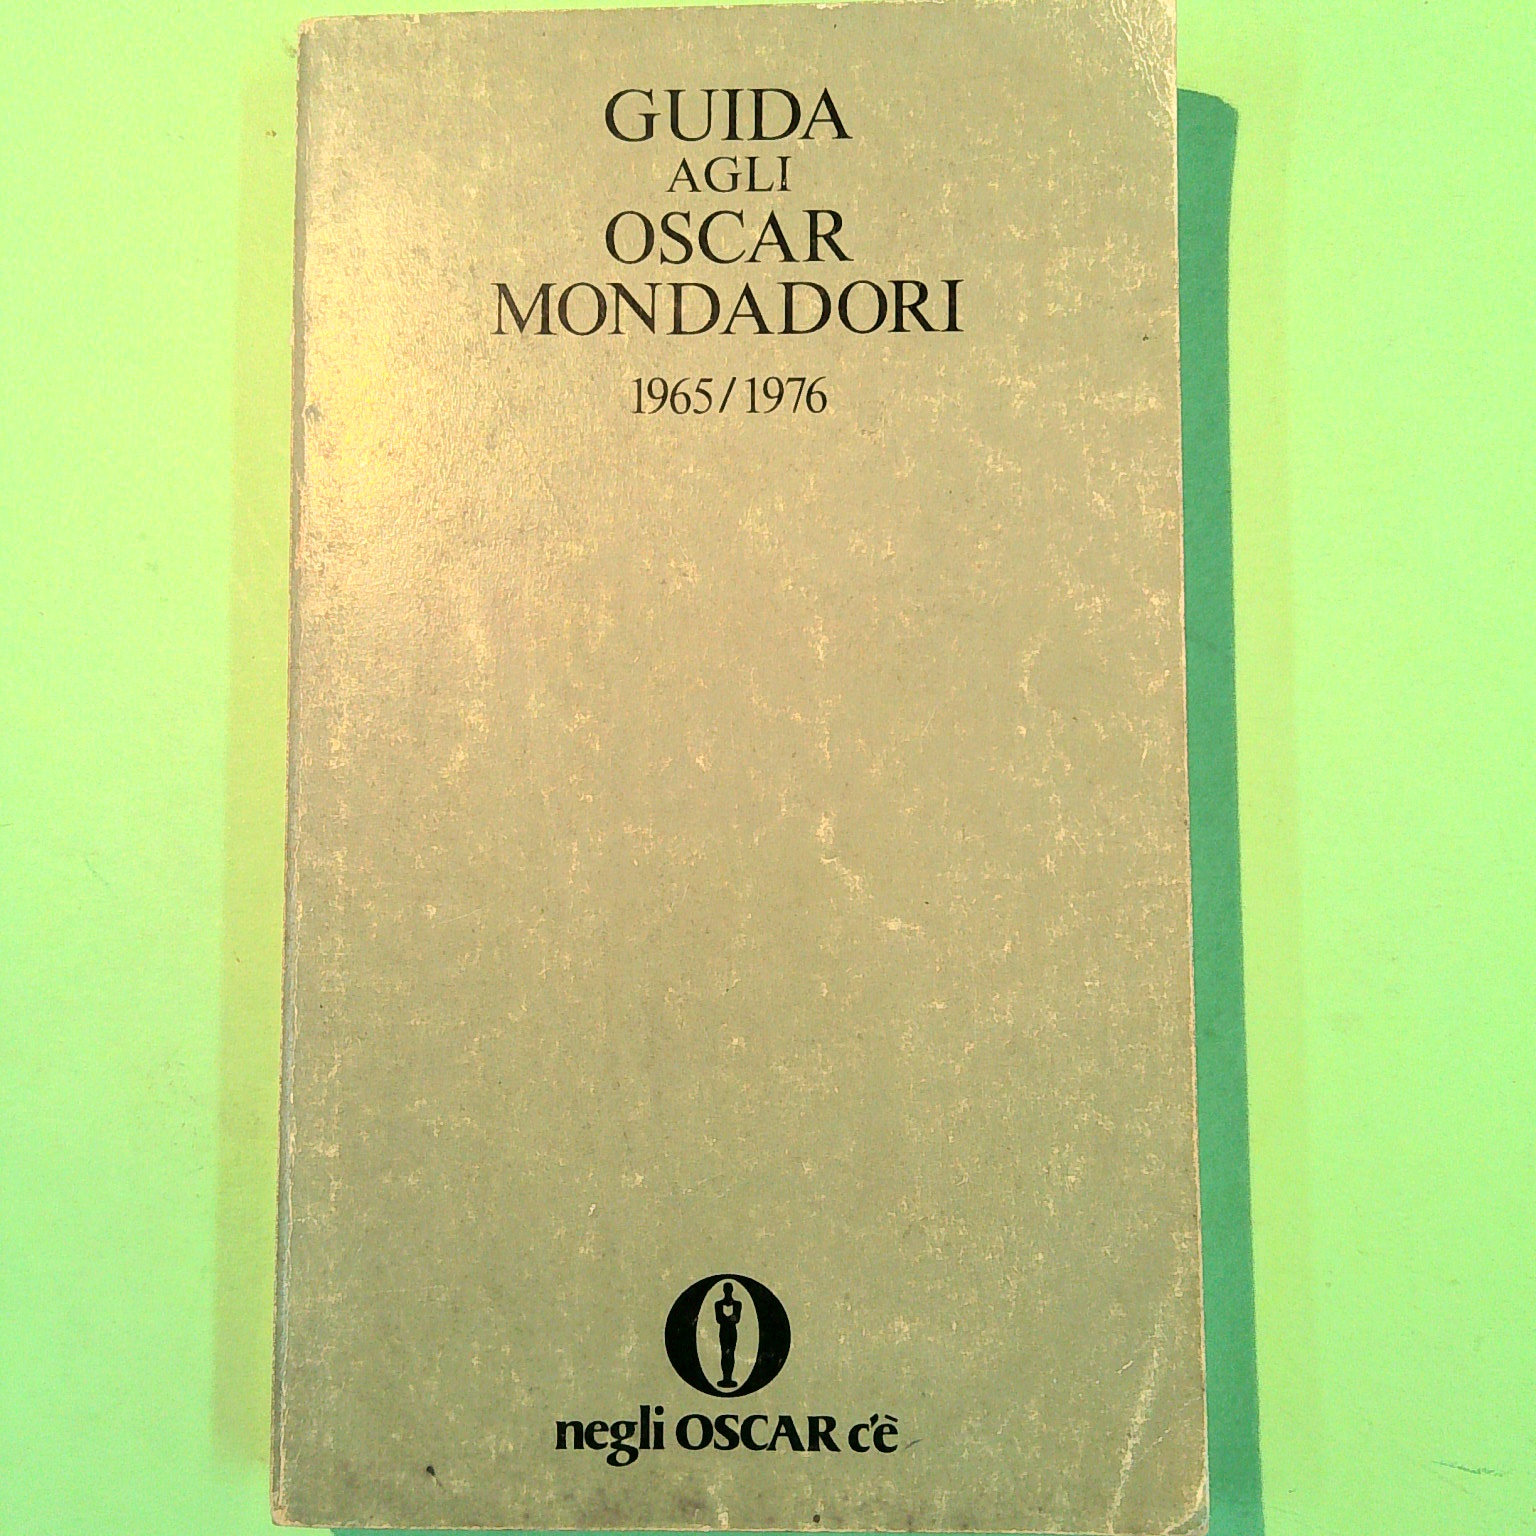 GUIDA
AGLI
OSCAR
MONDADORI
1965/1976
negli OSCAR c'è